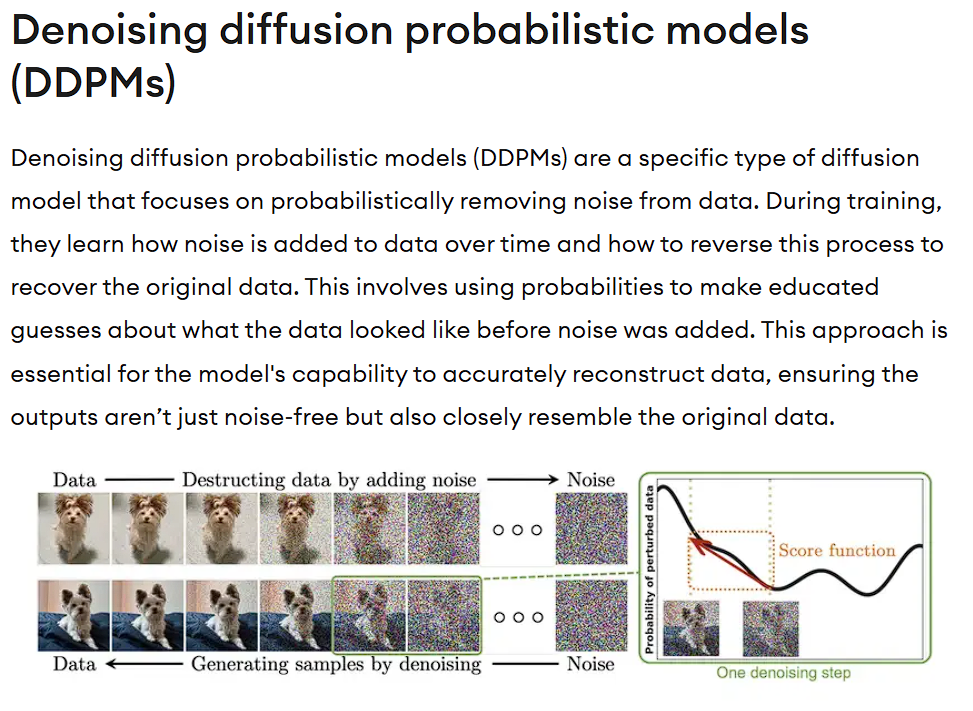 Denoising diffusion probabilistic models
(DDPMs)
Denoising diffusion probabilistic models (DDPMs) are a specific type of diffusion
model that focuses on probabilistically removing noise from data. During training,
they learn how noise is added to data over time and how to reverse this process to
recover the original data. This involves using probabilities to make educated
guesses about what the data looked like before noise was added. This approach is
essential for the model's capability to accurately reconstruct data, ensuring the
outputs aren’t just noise-free but also closely resemble the original data.
Data Destructing data by adding noise Noise
Data Generating samples by denoising Noise
Probability of perturbed data
Score function
One denoising step